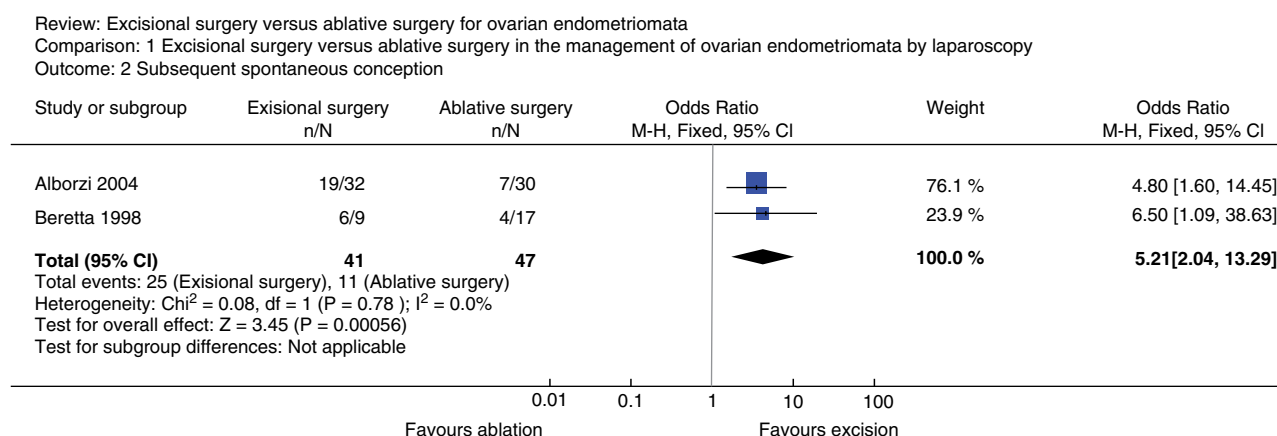 Review: Excisional surgery versus ablative surgery for ovarian endometriomata
Comparison: 1 Excisional surgery versus ablative surgery in the management of ovarian endometriomata by laparoscopy
Outcome: 2 Subsequent spontaneous conception
Study or subgroup Exisional surgery Ablative surgery Odds Ratio Weight Odds Ratio
n/N n/N M-H, Fixed, 95% CI M-H, Fixed, 95% CI
Alborzi 2004 19/32 7/30 76.1 % 4.80 [1.60, 14.45]
Beretta 1998 6/9 4/17 23.9 % 6.50 [1.09, 38.63]
Total (95% CI) 41 47 100.0 % 5.21[2.04, 13.29]
Total events: 25 (Exisional surgery), 11 (Ablative surgery)
Heterogeneity: Chi² = 0.08, df = 1 (P = 0.78 ); I² = 0.0%
Test for overall effect: Z = 3.45 (P = 0.00056)
Test for subgroup differences: Not applicable
0.01 0.1 1 10 100
Favours ablation Favours excision